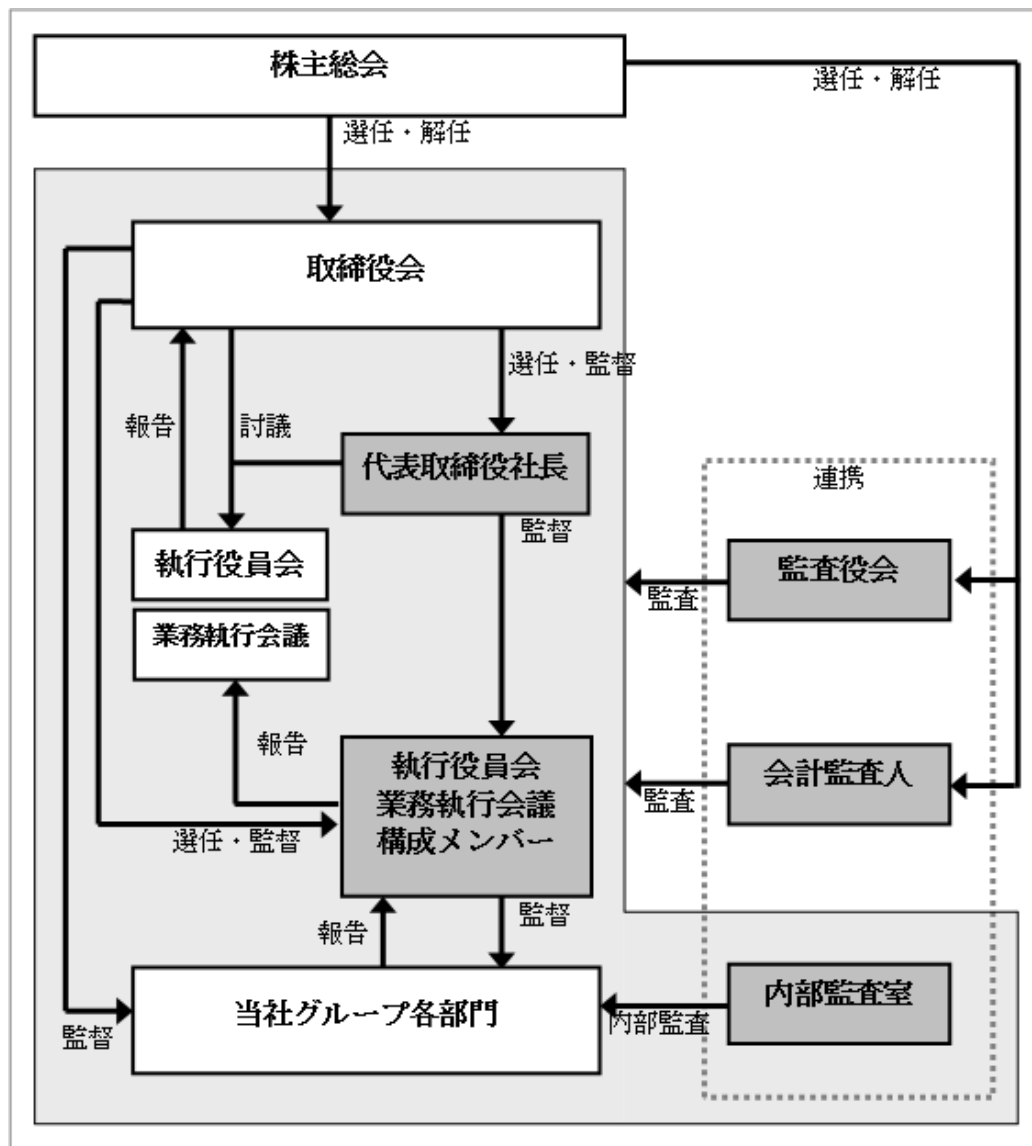 株主総会
選任・解任
選任・解任
取締役会
選任・監督
報告
討議
代表取締役社長
監督
連携
執行役員会
監査役会
監査
業務執行会議
報告
執行役員会
業務執行会議
構成メンバー
会計監査人
監査
選任・監督
報告
監督
当社グループ各部門
内部監査室
内部監査
監督